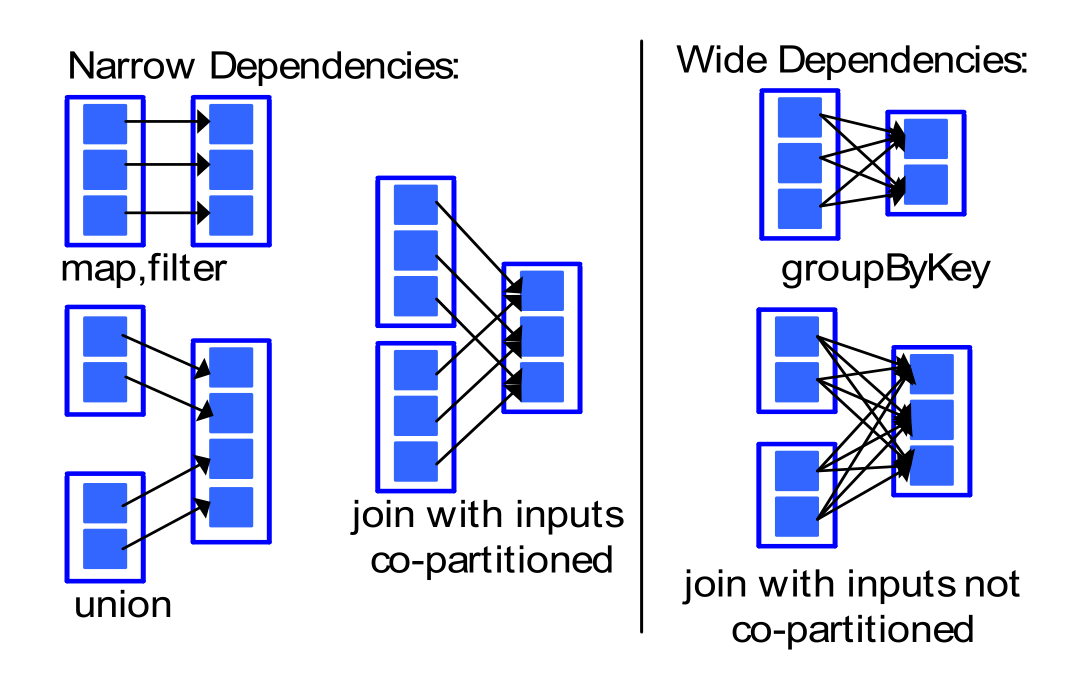 Narrow Dependencies:
map,filter
union
join with inputs
co-partitioned
Wide Dependencies:
groupByKey
join with inputs not
co-partitioned